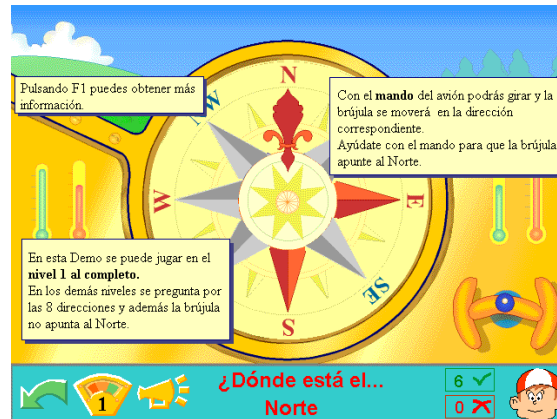 Pulsando F1 puedes obtener más
información.
Con el mando del avión podrás girar y la
brújula se moverá en la dirección
correspondiente.
Ayúdate con el mando para que la brújula
apunte al Norte.
N
W
E
SE
S
En esta Demo se puede jugar en el
nivel 1 al completo.
En los demás niveles se pregunta por
las 8 direcciones y además la brújula
no apunta al Norte.
1
¿Dónde está el...
Norte
6
0